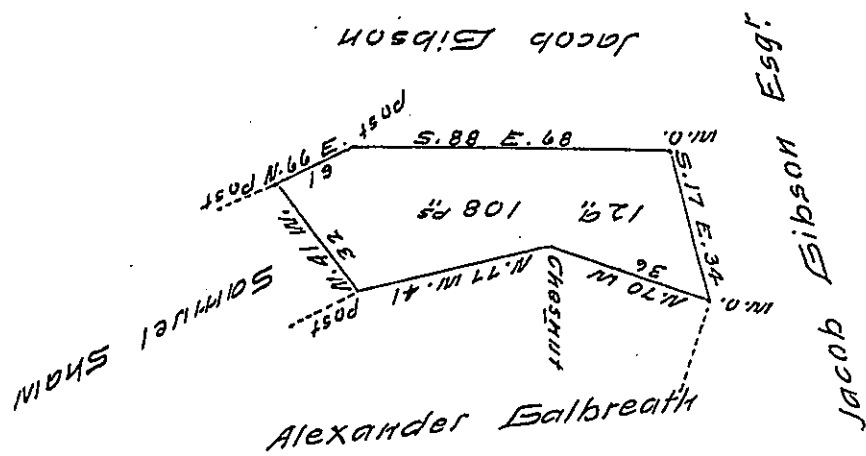 Jacob Gibson
Jacob Gibson Esqr.
post
N.66 E.
19
Post
S.88 E. 68
W.O.
S.17 E. 34
12 a,, 108 ps
N.41 W.
32
N.77 W. 41
N.70 W
36
W.O.
post
Chesnut
Samuel Shaw
Alexander Galbreath